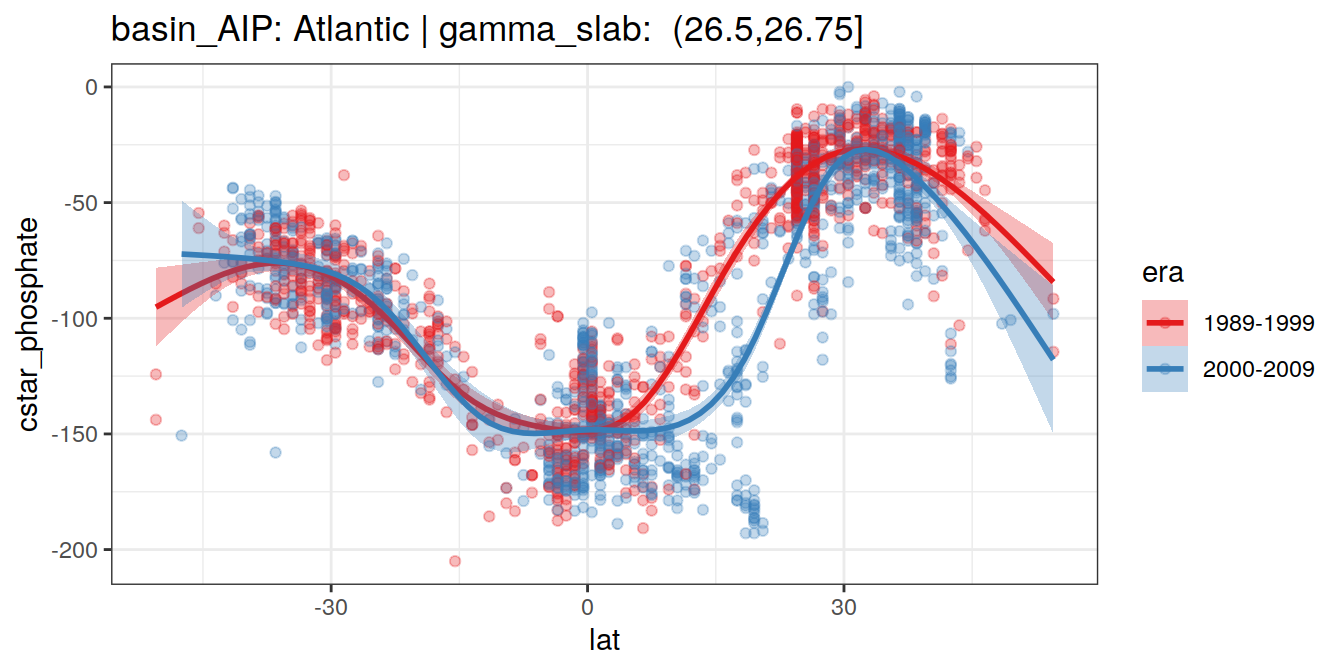 basin_AIP: Atlantic | gamma_slab:  (26.5,26.75]
0
-50
-100
-150
-200
cstar_phosphate
-30
0
30
lat
era
1989-1999
2000-2009